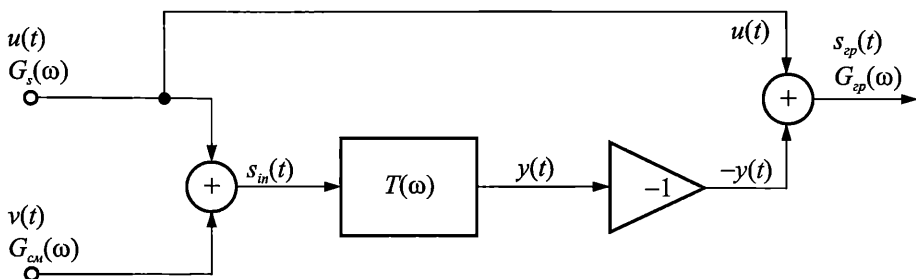 u(t)
G_s(ω)
u(t)
s_гр(t)
G_гр(ω)
+
+
s_in(t)
T(ω)
y(t)
−1
−y(t)
v(t)
G_см(ω)